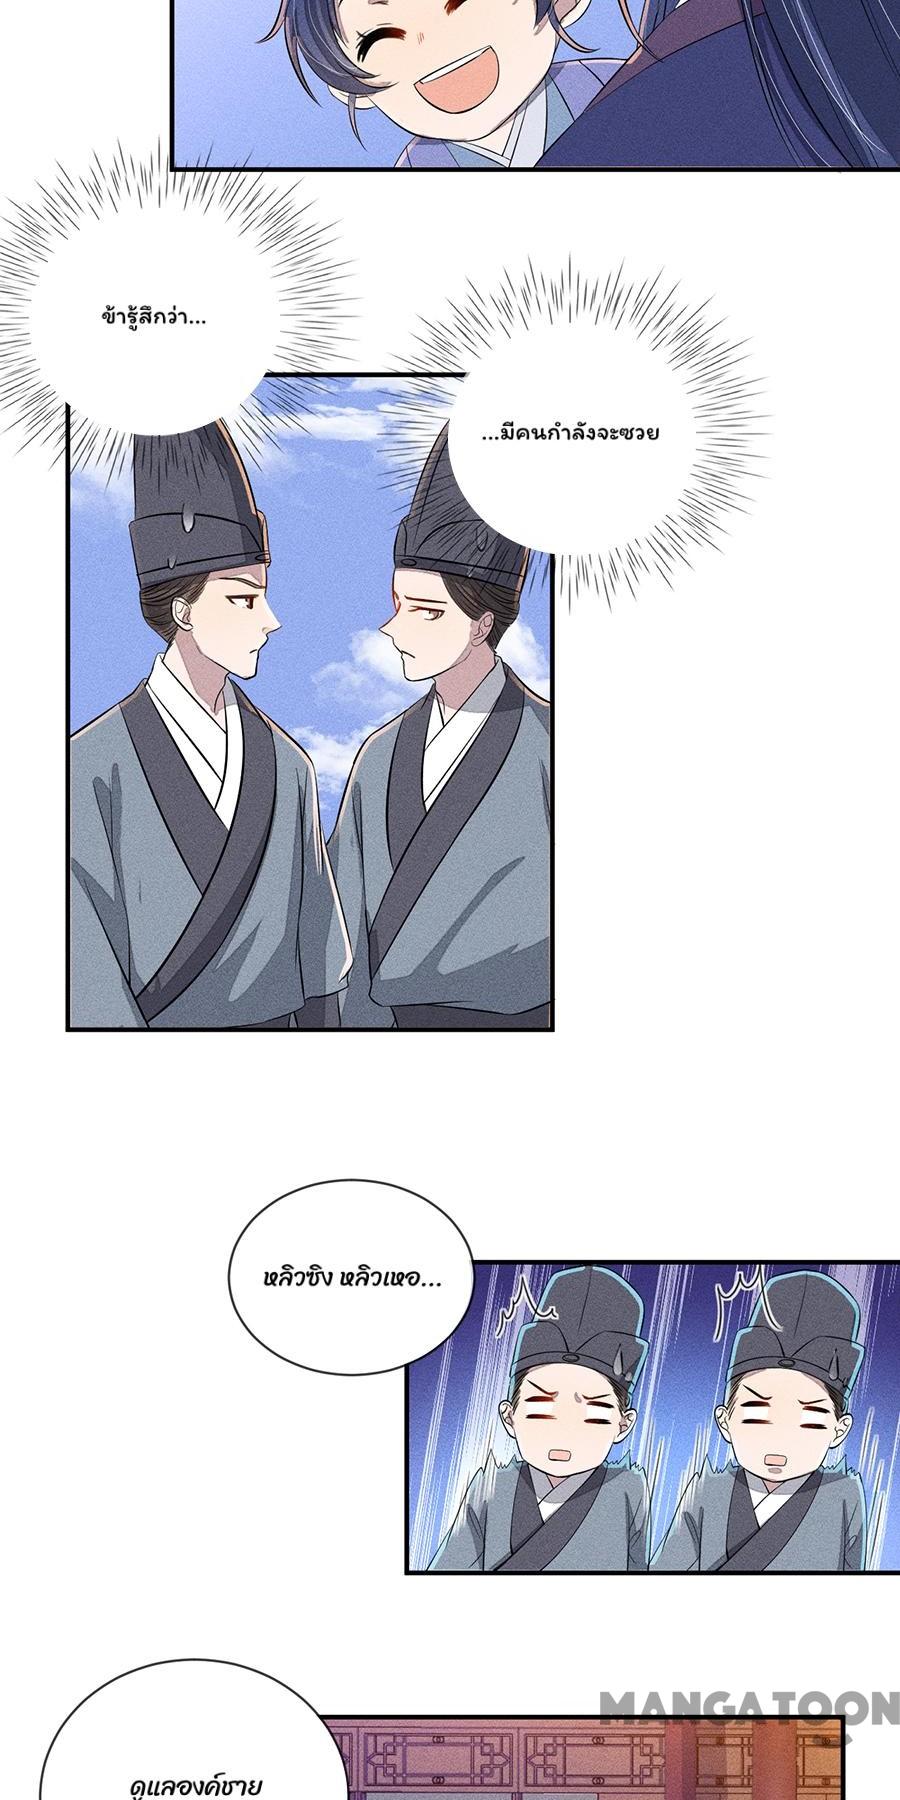 ข้ารู้สึกว่า...
...มีคนกำลังจะซวย
หลิวซิง หลิวเหอ...
MANGATOON
ดูแลองค์ชาย